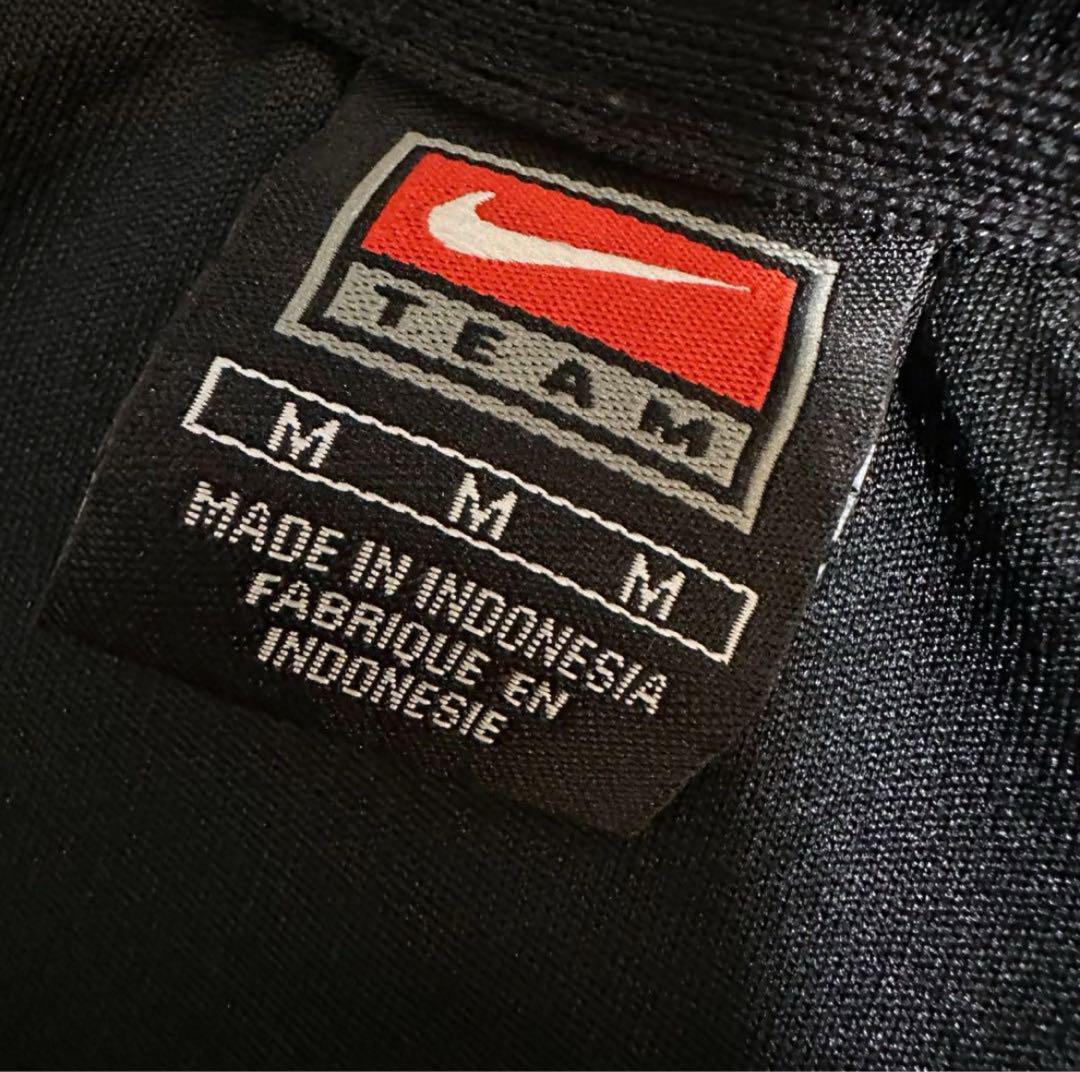 TEAM
M M M
MADE IN INDONESIA
FABRIQUE EN
INDONESIE